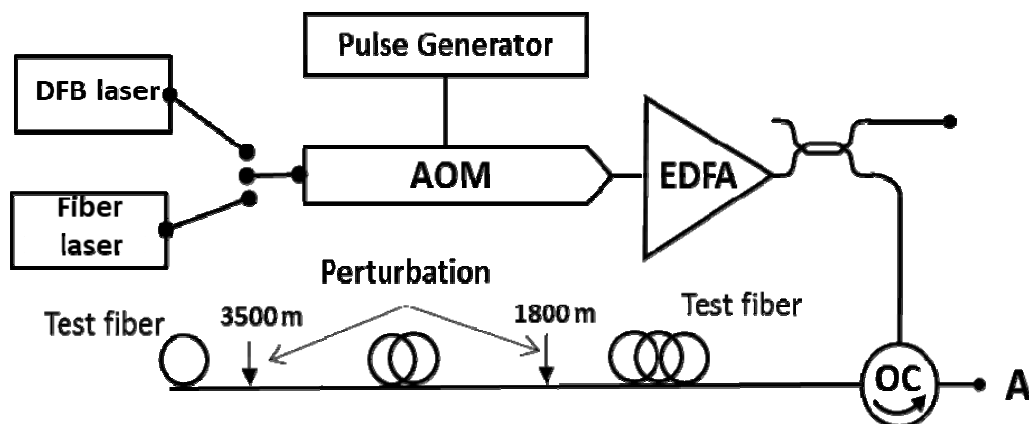 Pulse Generator
DFB laser
AOM
EDFA
Fiber
laser
Perturbation
Test fiber
3500 m
1800 m
Test fiber
OC
A